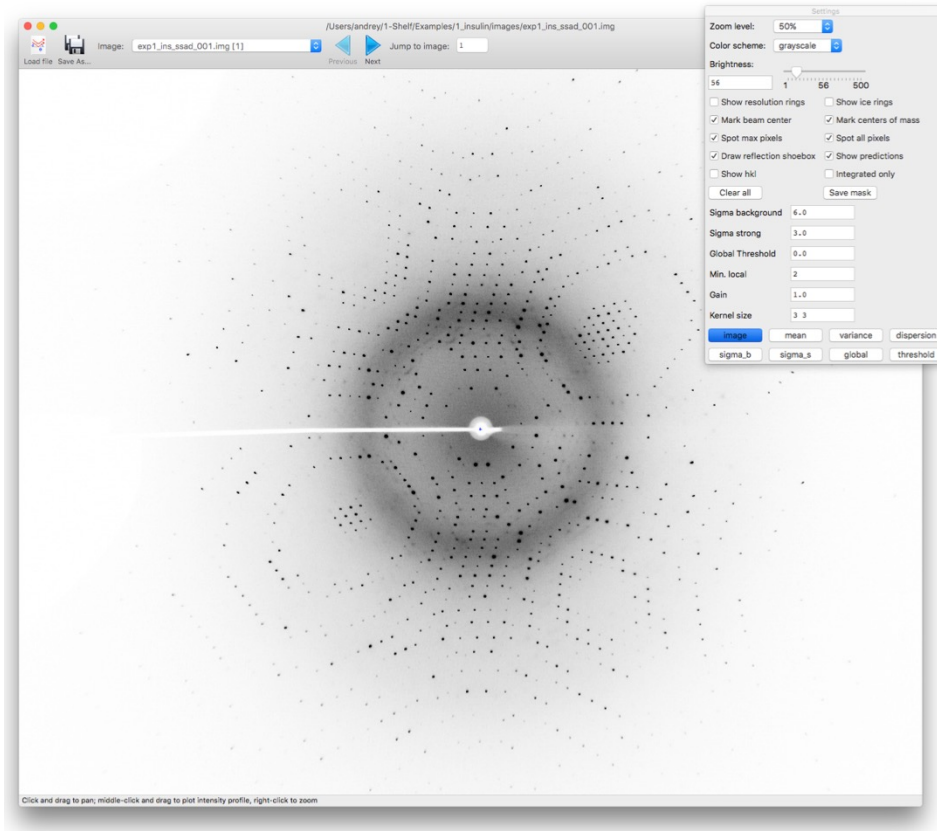 /Users/andrey/1-Shelf/Examples/1_insulin/images/exp1_ins_ssad_001.img
Load file
Save As...
Image:
exp1_ins_ssad_001.img [1]
Previous
Next
Jump to image:
1
Settings
Zoom level:
50%
Color scheme:
grayscale
Brightness:
56
1 56 500
Show resolution rings
Show ice rings
Mark beam center
Mark centers of mass
Spot max pixels
Spot all pixels
Draw reflection shoebox
Show predictions
Show hkl
Integrated only
Clear all
Save mask
Sigma background
6.0
Sigma strong
3.0
Global Threshold
0.0
Min. local
2
Gain
1.0
Kernel size
3 3
image
mean
variance
dispersion
sigma_b
sigma_s
global
threshold
Click and drag to pan; middle-click and drag to plot intensity profile, right-click to zoom